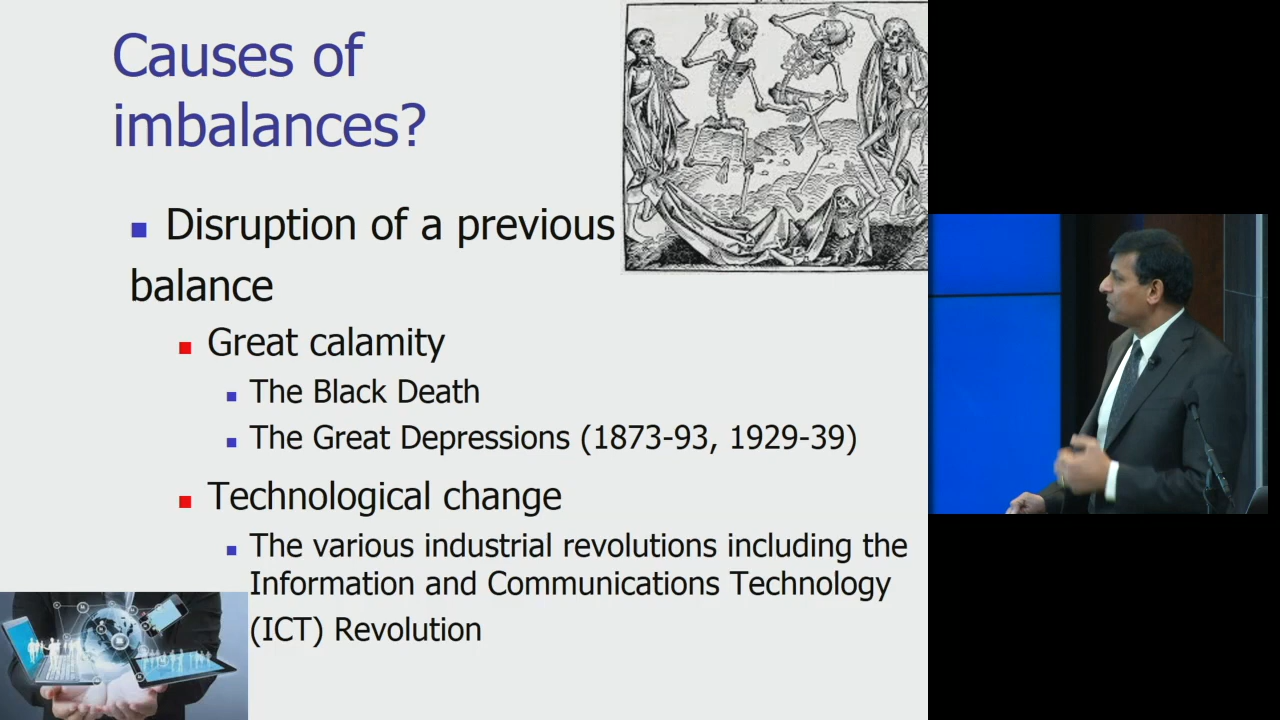 Causes of
imbalances?
Disruption of a previous
balance
Great calamity
The Black Death
The Great Depressions (1873-93, 1929-39)
Technological change
The various industrial revolutions including the
Information and Communications Technology
(ICT) Revolution